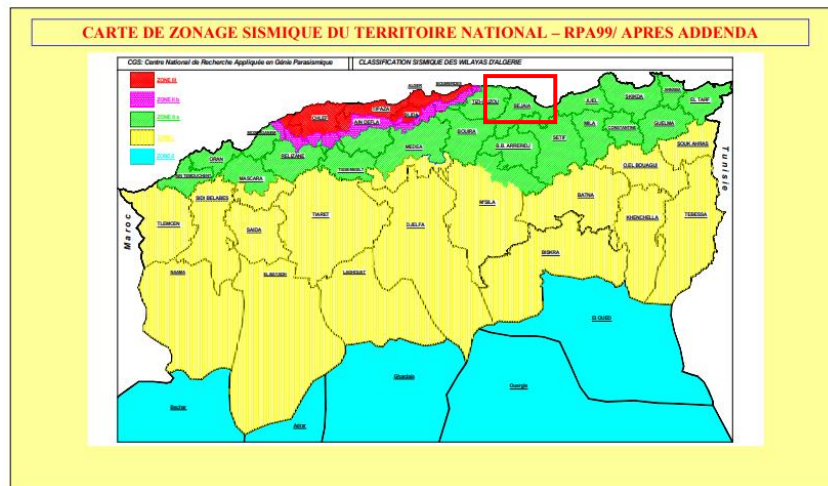 CARTE DE ZONAGE SISMIQUE DU TERRITOIRE NATIONAL – RPA99/ APRES ADDENDA
CGS: Centre National de Recherche Appliquée en Génie Parasismique
CLASSIFICATION SISMIQUE DES WILAYAS D'ALGERIE
ZONE III
ZONE II b
ZONE II a
ALGER
BOUMERDES
TIZI-OUZOU
BEJAIA
JIJEL
SKIKDA
ANNABA
EL TARF
TIPAZA
BLIDA
CHLEF
AIN DEFLA
BOUIRA
SETIF
MILA
CONSTANTINE
GUELMA
SOUK AHRAS
MOSTAGANEM
ORAN
RELIZANE
MEDEA
B.B. ARRERIDJ
AIN TEMOUCHENT
MASCARA
TISSEMSILT
O.EL BOUAGUI
SIDI BELABES
TLEMCEN
SAIDA
TIARET
DJELFA
M'SILA
BATNA
KHENCHELLA
TEBESSA
BISKRA
NAAMA
EL BAYADH
LAGHOUAT
El OUED
Ghardaia
Ouargla
Bechar
Adrar
Maroc
Tunisie